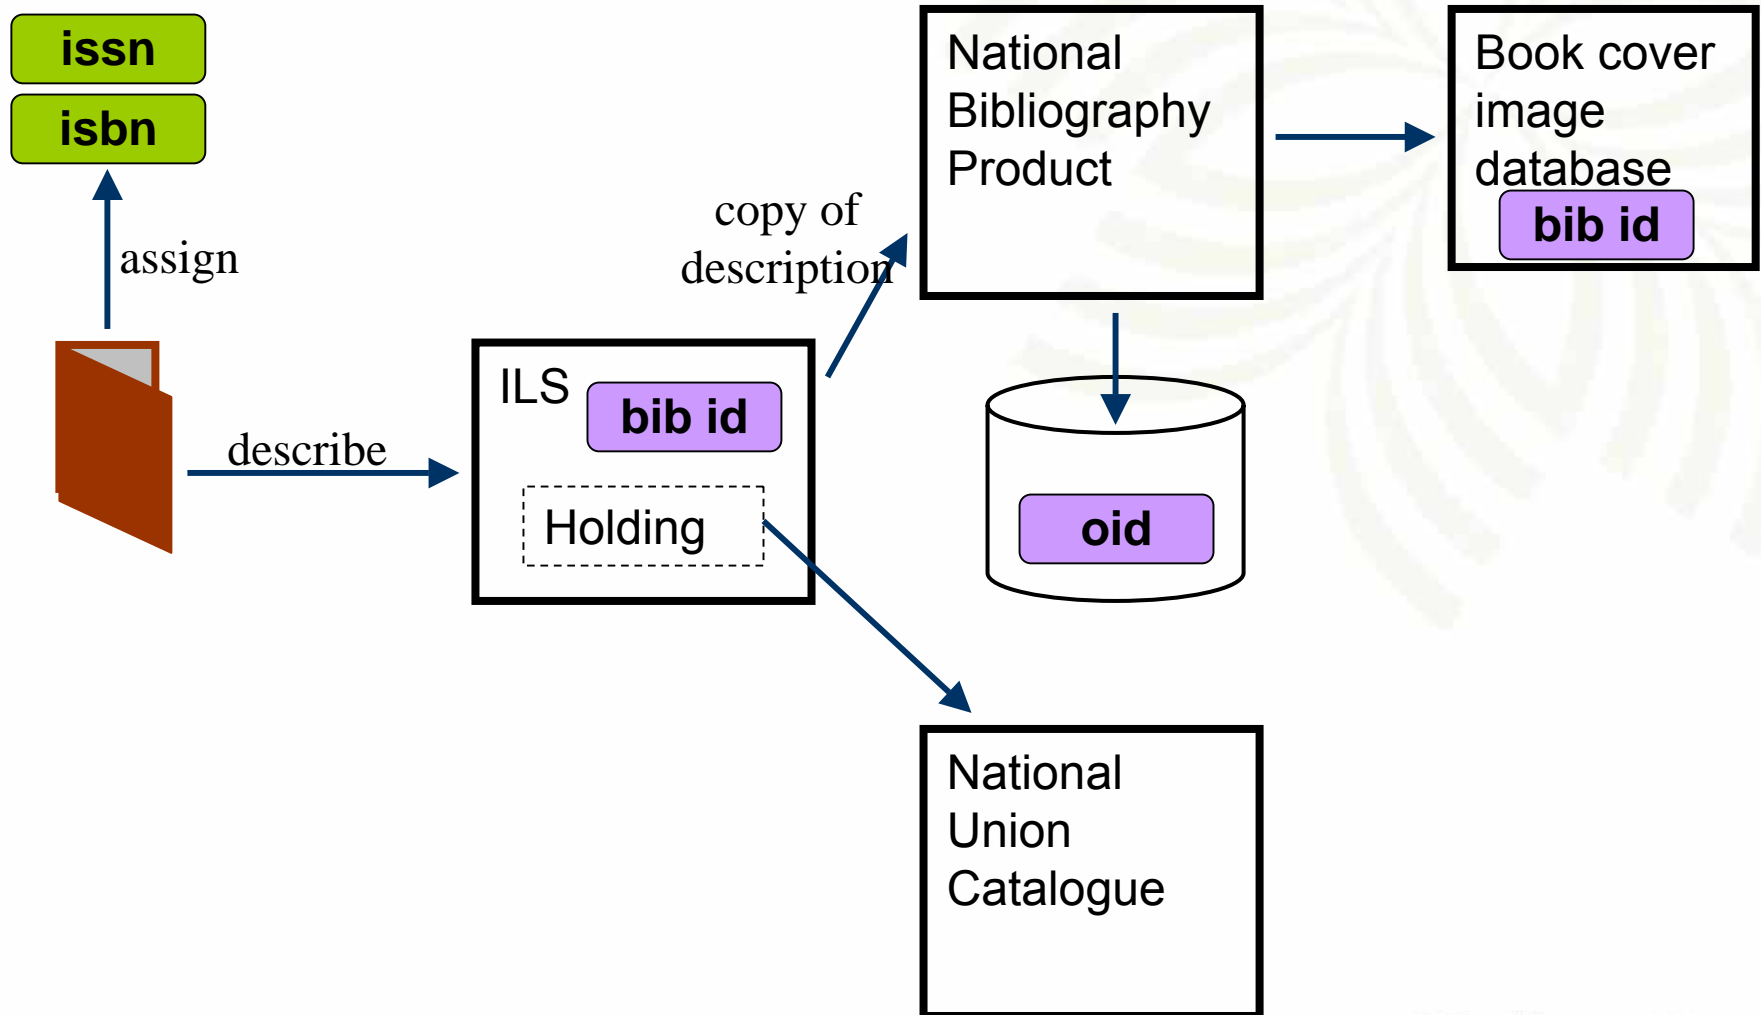 issn
isbn
assign
describe
ILS
bib id
Holding
copy of
description
National
Bibliography
Product
Book cover
image
database
bib id
oid
National
Union
Catalogue